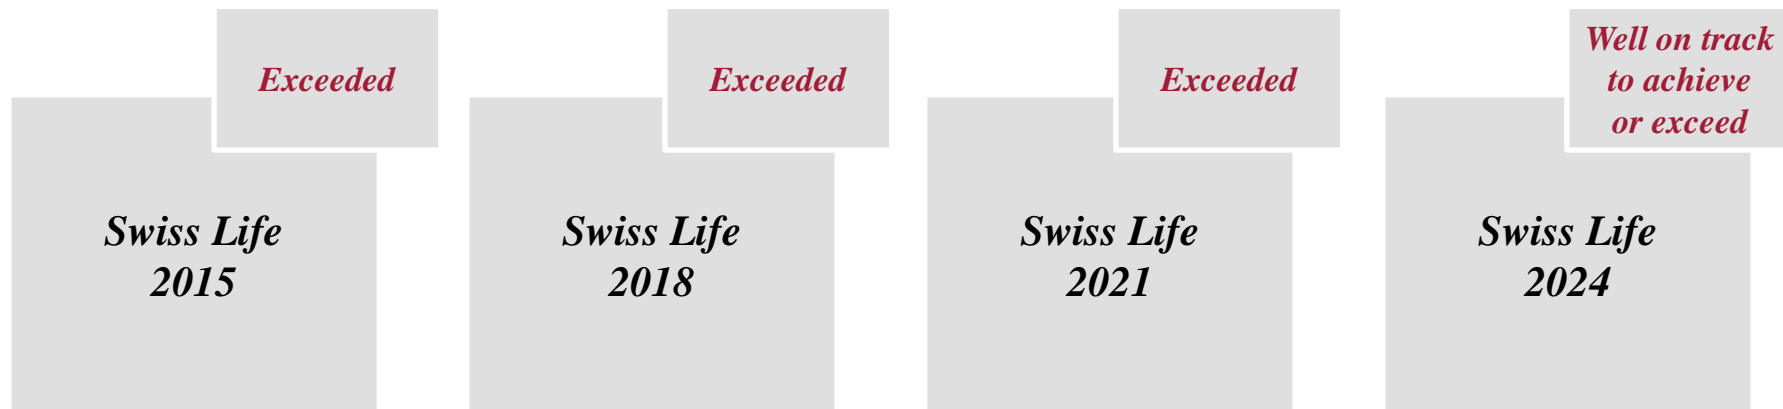 Exceeded
Swiss Life
2015
Exceeded
Swiss Life
2018
Exceeded
Swiss Life
2021
Well on track
to achieve
or exceed
Swiss Life
2024